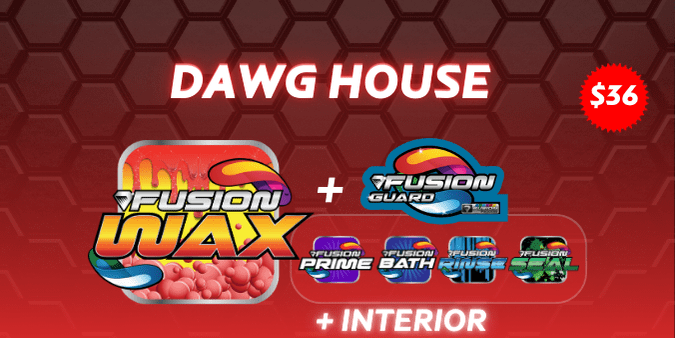 DAWG HOUSE
$36
FUSION
WAX
+
FUSION
GUARD
FUSION
PRIME
FUSION
BATH
FUSION
RINSE
FUSION
SEAL
+ INTERIOR